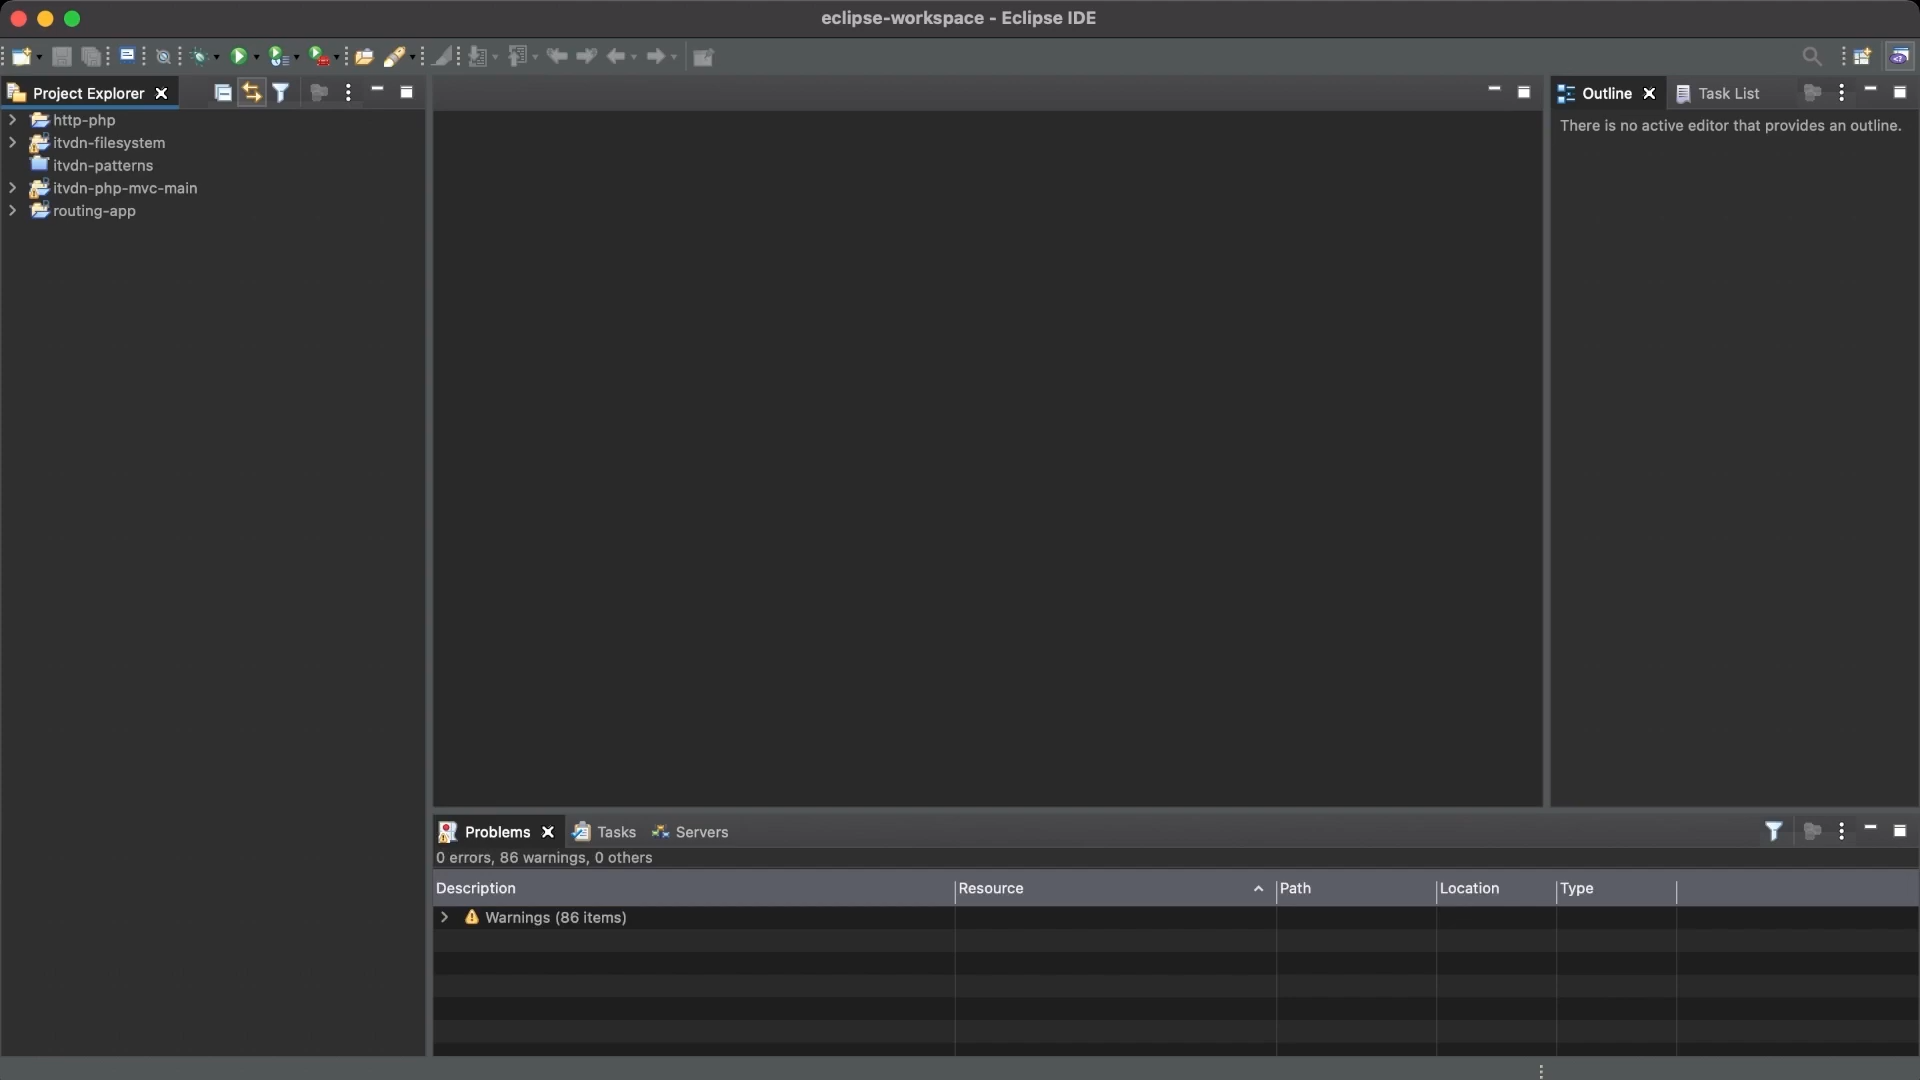 eclipse-workspace - Eclipse IDE
Project Explorer
http-php
itvdn-filesystem
itvdn-patterns
itvdn-php-mvc-main
routing-app
Outline Task List
There is no active editor that provides an outline.
Problems Tasks Servers
0 errors, 86 warnings, 0 others
Description Resource Path Location Type
Warnings (86 items)